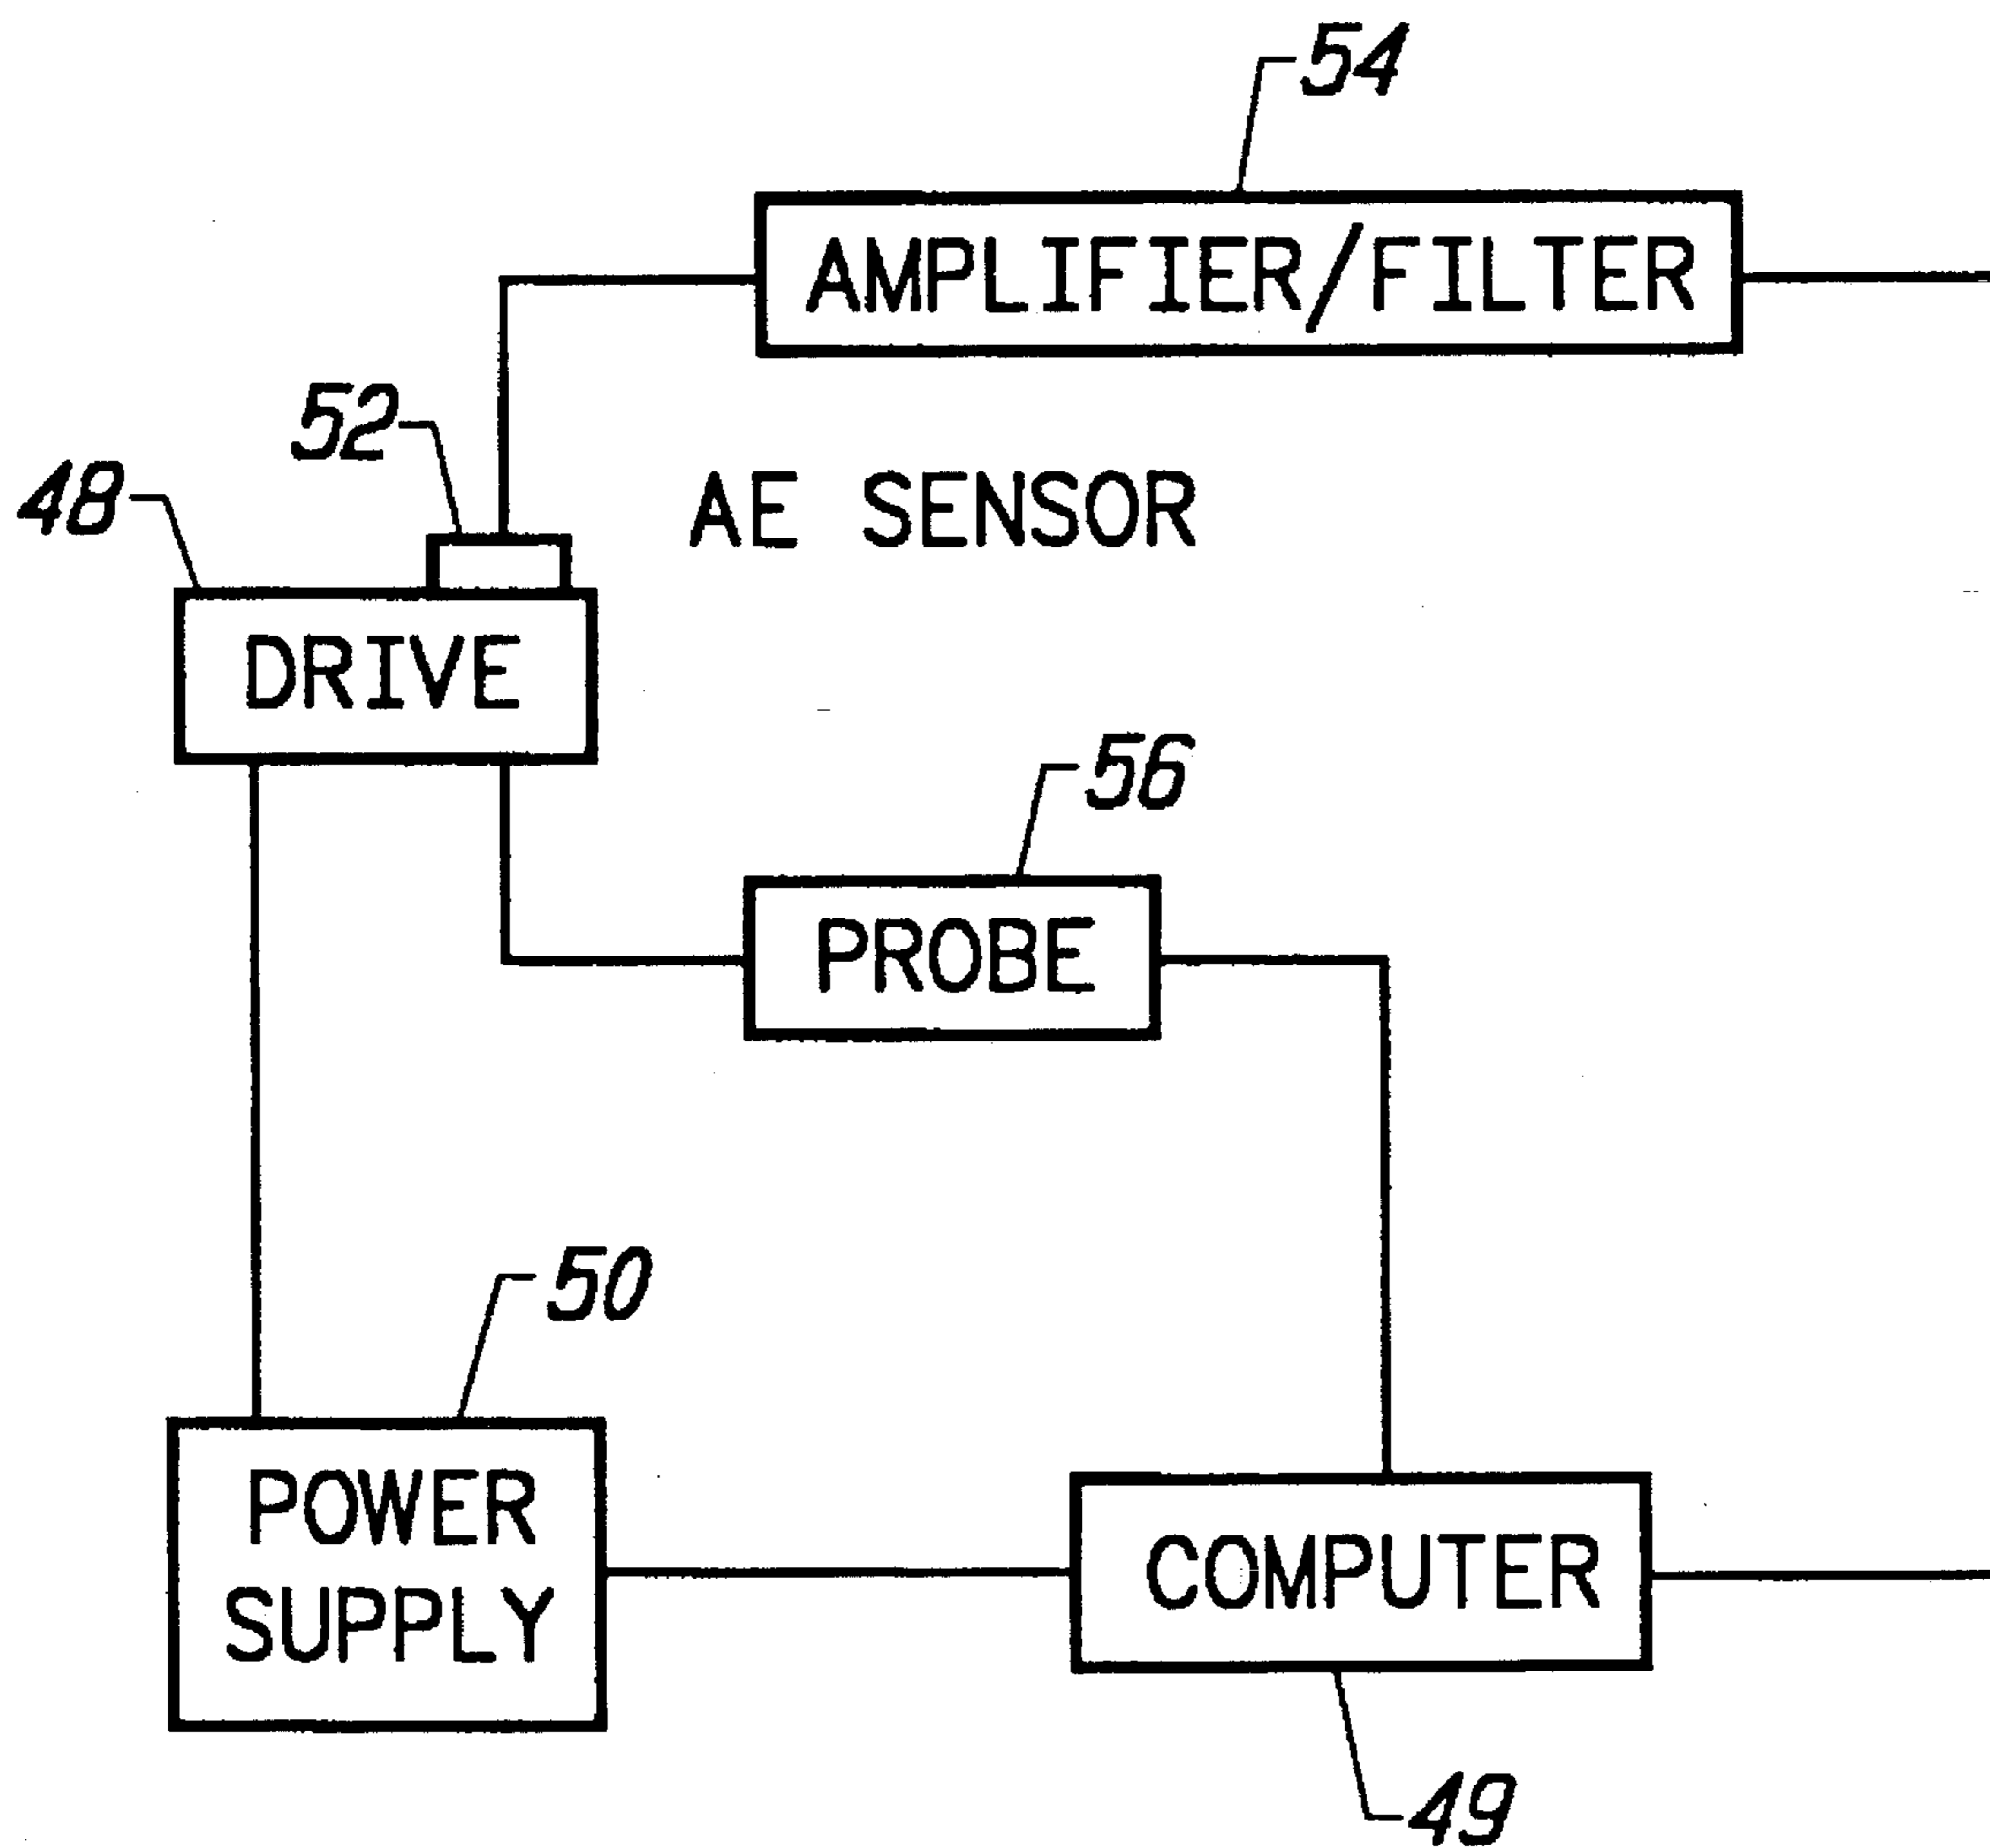 54
AMPLIFIER/FILTER
52
48
AE SENSOR
DRIVE
56
PROBE
50
POWER
SUPPLY
COMPUTER
49